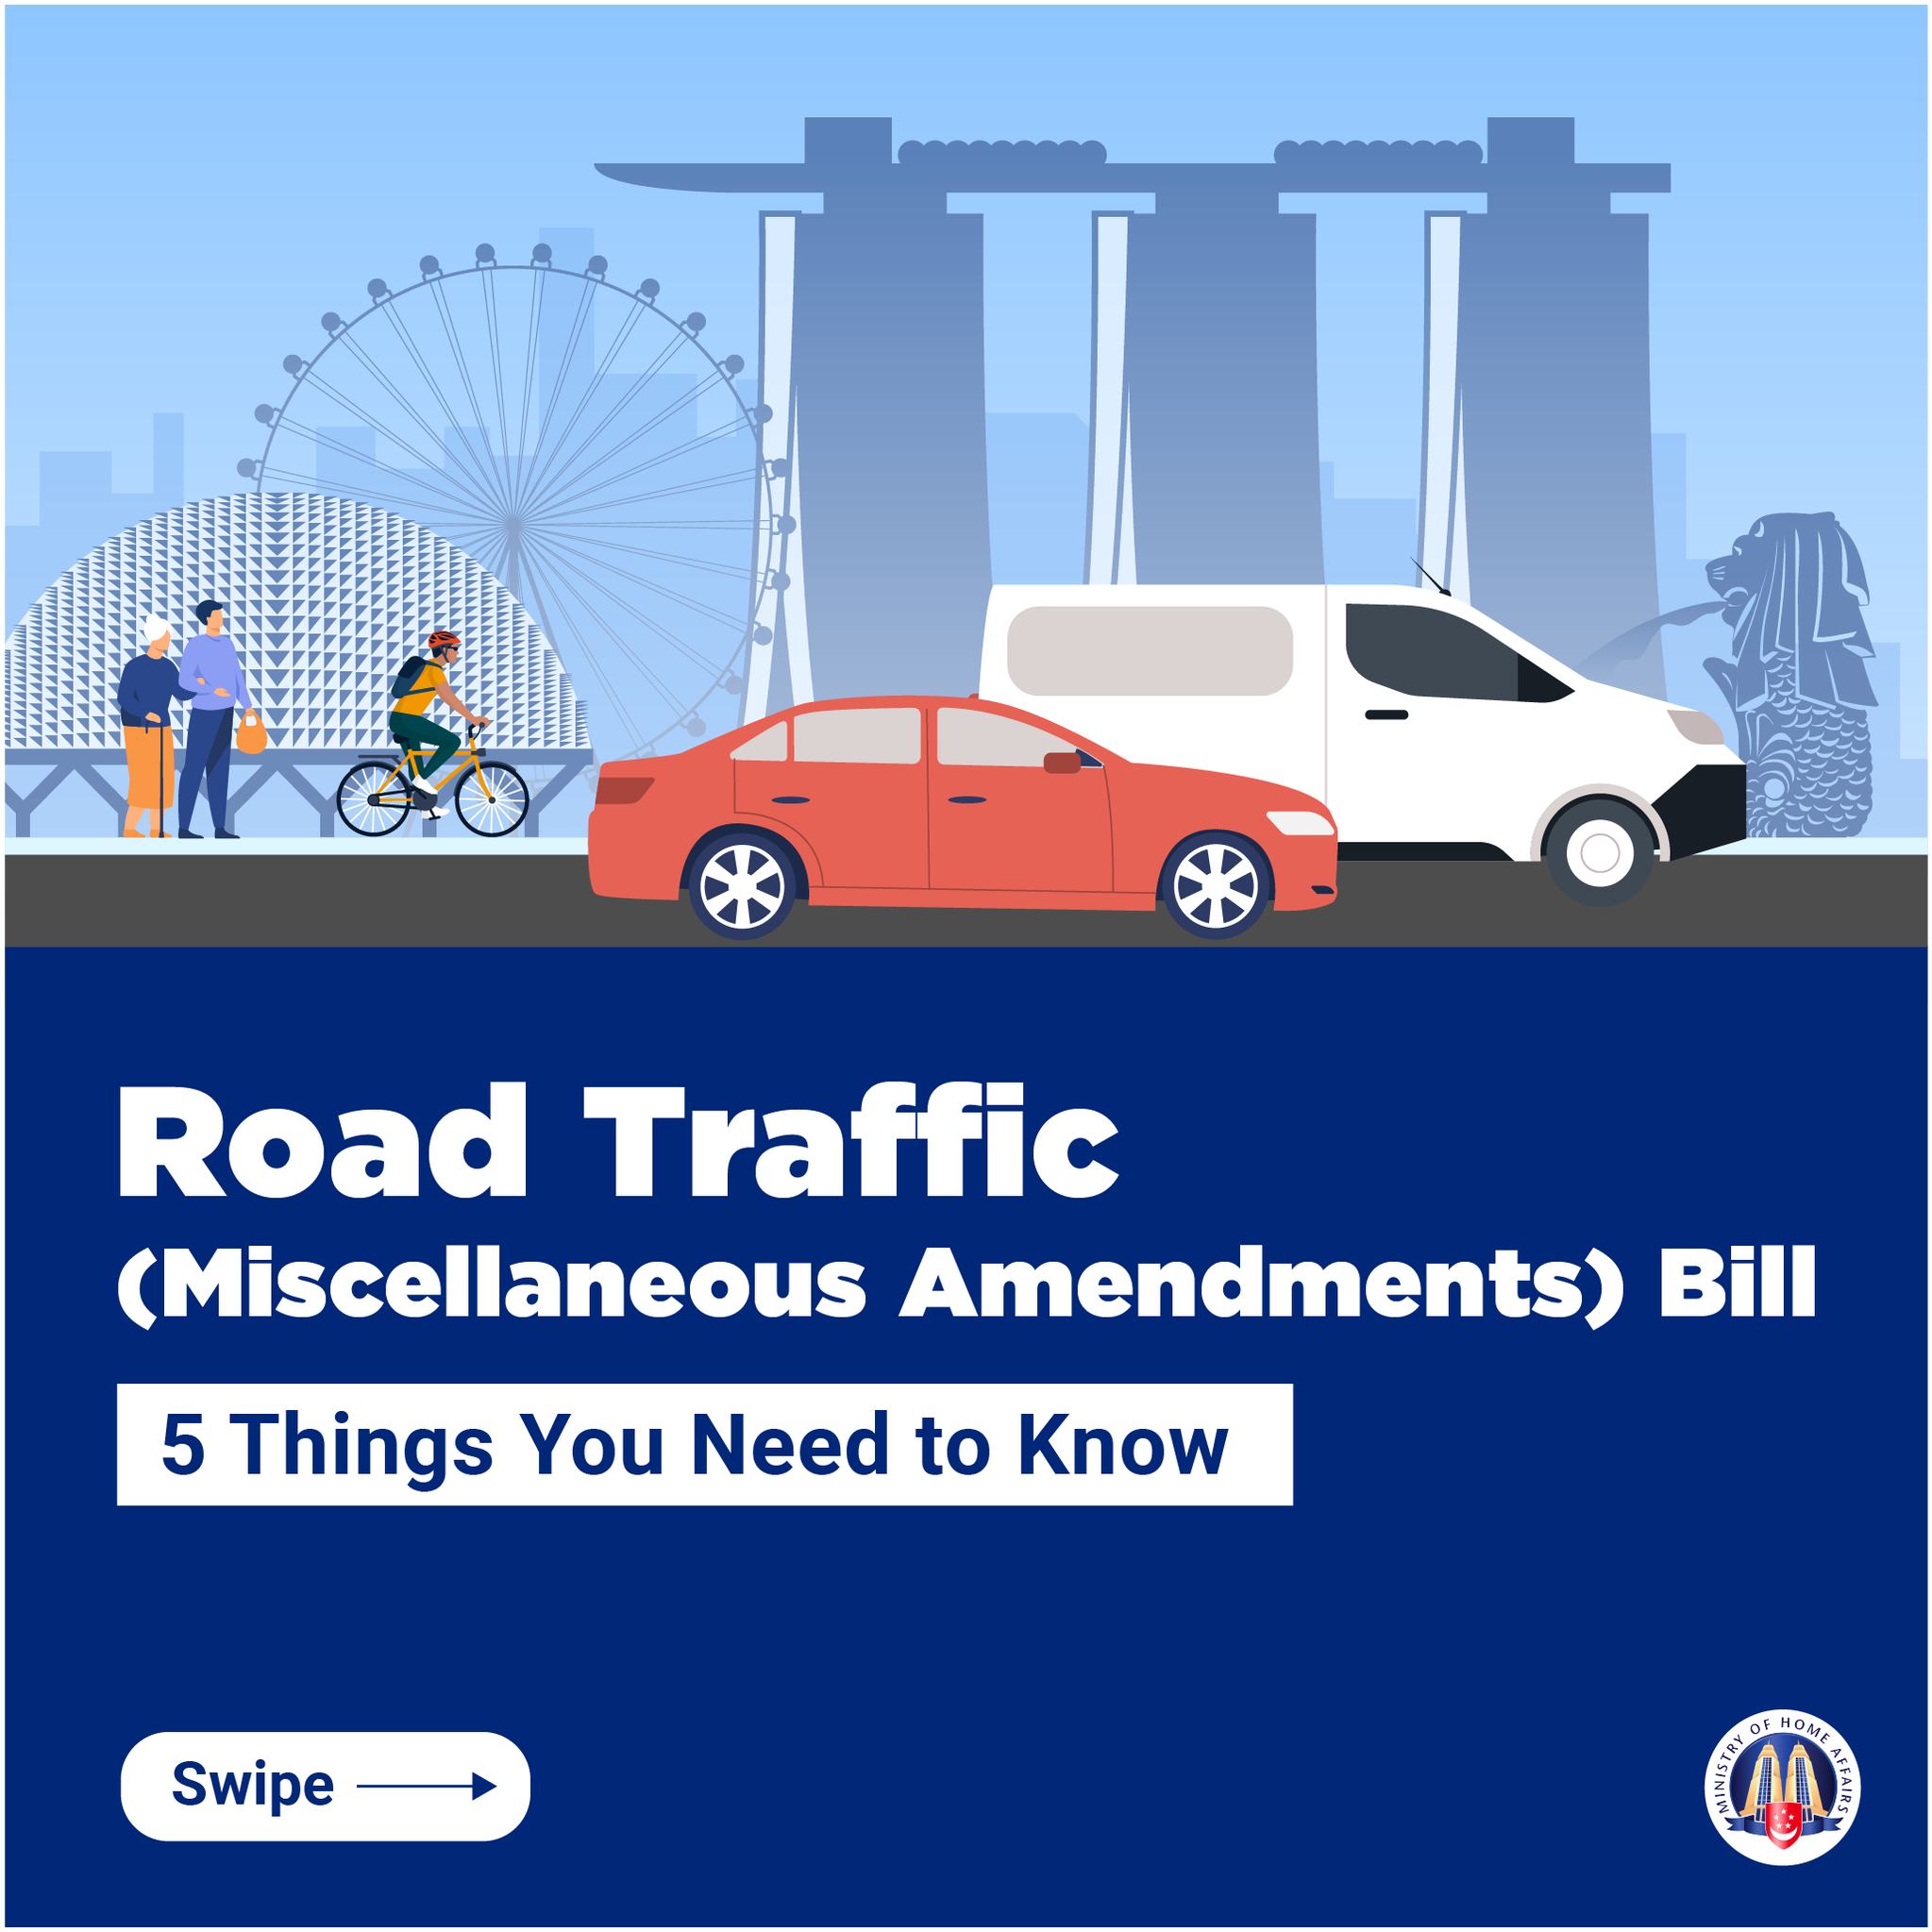 Road Traffic
(Miscellaneous Amendments) Bill
5 Things You Need to Know
Swipe
MINISTRY OF HOME AFFAIRS